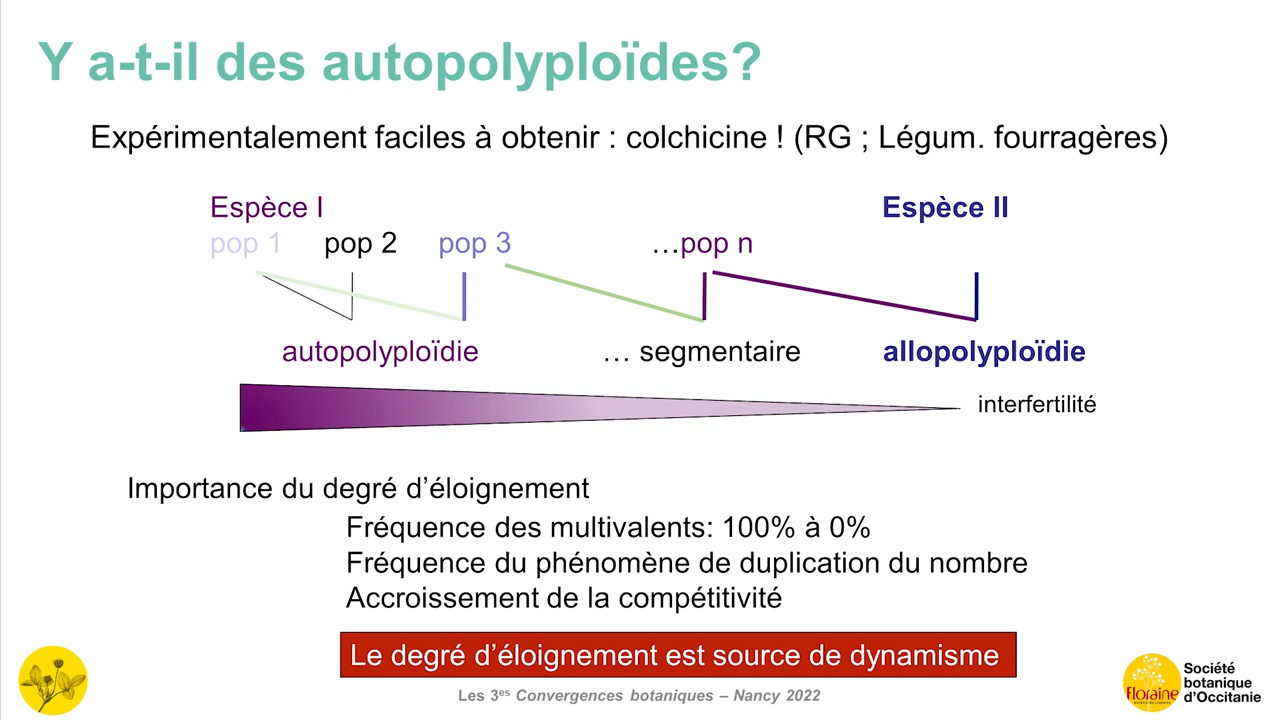 Y a-t-il des autopolyploïdes?
Expérimentalement faciles à obtenir : colchicine ! (RG ; Légum. fourragères)
Espèce I Espèce II
pop 1 pop 2 pop 3 …pop n
autopolyploïdie … segmentaire allopolyploïdie
interfertilité
Importance du degré d’éloignement
Fréquence des multivalents: 100% à 0%
Fréquence du phénomène de duplication du nombre
Accroissement de la compétitivité
Le degré d’éloignement est source de dynamisme
Les 3es Convergences botaniques – Nancy 2022
Floraine
Société
botanique
d’Occitanie